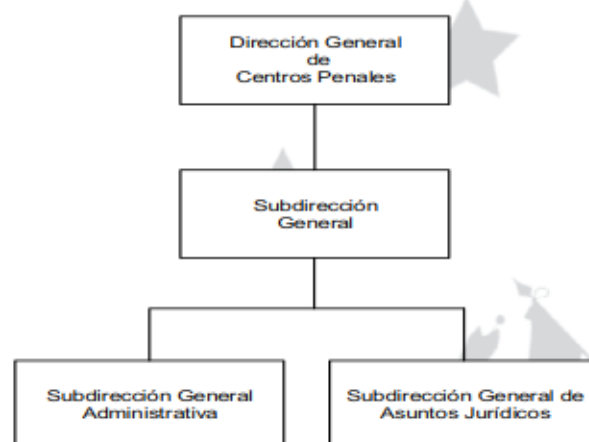 Dirección General
de
Centros Penales
Subdirección
General
Subdirección General
Administrativa
Subdirección General de
Asuntos Jurídicos